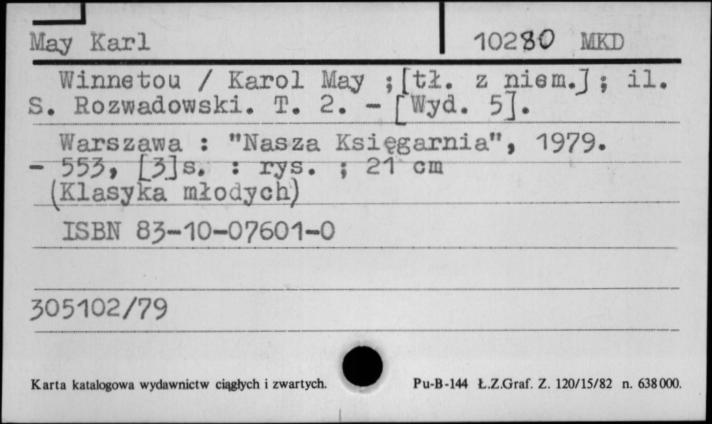 May Karl 10280 MKD
Winnetou / Karol May ; [tł. z niem.] ; il.
S. Rozwadowski. T. 2. - [Wyd. 5].
Warszawa : "Nasza Księgarnia", 1979.
- 553, [3] s. : rys. ; 21 cm
(Klasyka młodych)
ISBN 83-10-07601-0
305102/79
Karta katalogowa wydawnictw ciągłych i zwartych. Pu-B-144 Ł.Z.Graf. Z. 120/15/82 n. 638000.